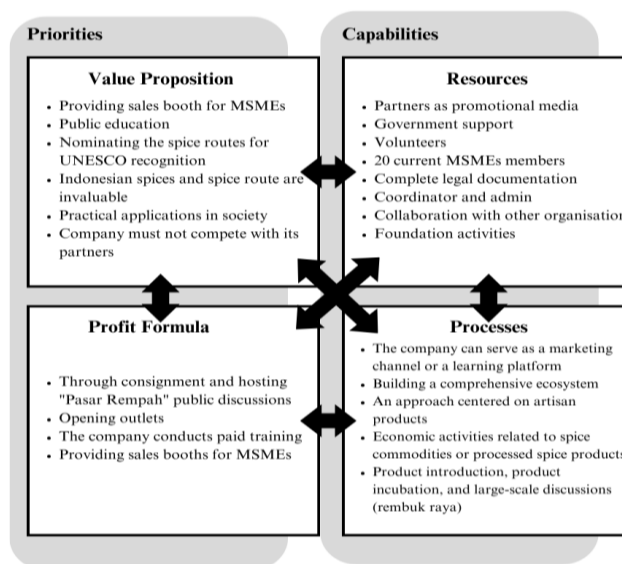 Priorities
Value Proposition
• Providing sales booth for MSMEs
• Public education
• Nominating the spice routes for
UNESCO recognition
• Indonesian spices and spice route are
invaluable
• Practical applications in society
• Company must not compete with its
partners
Profit Formula
• Through consignment and hosting
"Pasar Rempah" public discussions
• Opening outlets
• The company conducts paid training
• Providing sales booths for MSMEs
Capabilities
Resources
• Partners as promotional media
• Government support
• Volunteers
• 20 current MSMEs members
• Complete legal documentation
• Coordinator and admin
• Collaboration with other organisation
• Foundation activities
Processes
• The company can serve as a marketing
channel or a learning platform
• Building a comprehensive ecosystem
• An approach centered on artisan
products
• Economic activities related to spice
commodities or processed spice products
• Product introduction, product
incubation, and large-scale discussions
(rembuk raya)